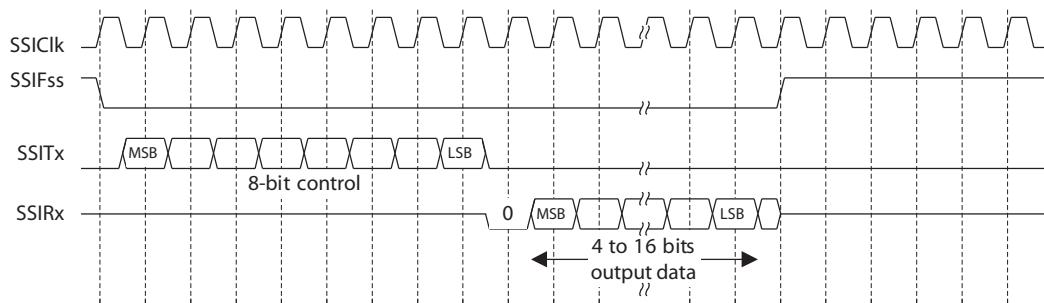 SSIClk
SSIFss
SSITx
MSB
LSB
8-bit control
SSIRx
0
MSB
LSB
4 to 16 bits
output data